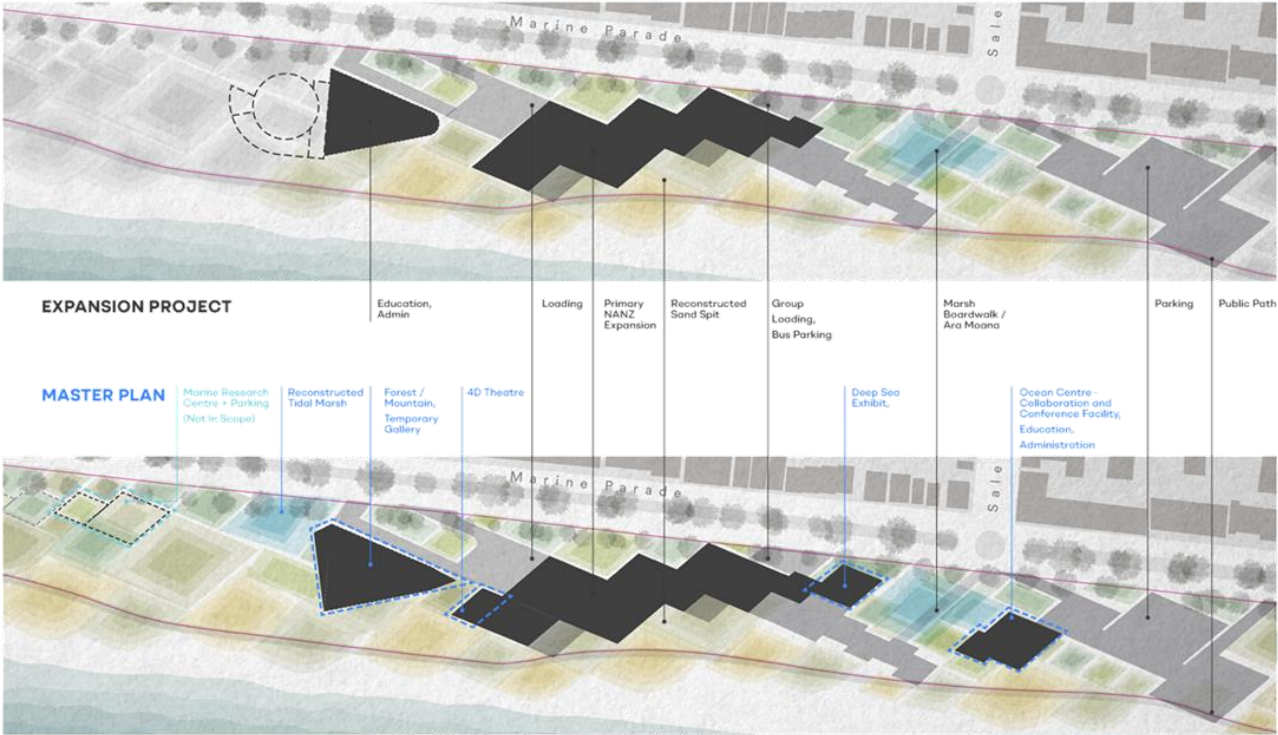 Marine Parade
Sale
EXPANSION PROJECT
Education,
Admin
Loading
Primary
NANZ
Expansion
Reconstructed
Sand Spit
Group
Loading,
Bus Parking
Marsh
Boardwalk /
Ara Moana
Parking
Public Path
MASTER PLAN
Marine Research
Centre + Parking
(Not in Scope)
Reconstructed
Tidal Marsh
Forest /
Mountain,
Temporary
Gallery
4D Theatre
Deep Sea
Exhibit,
Ocean Centre -
Collaboration and
Conference Facility,
Education,
Administration
Marine Parade
Sale